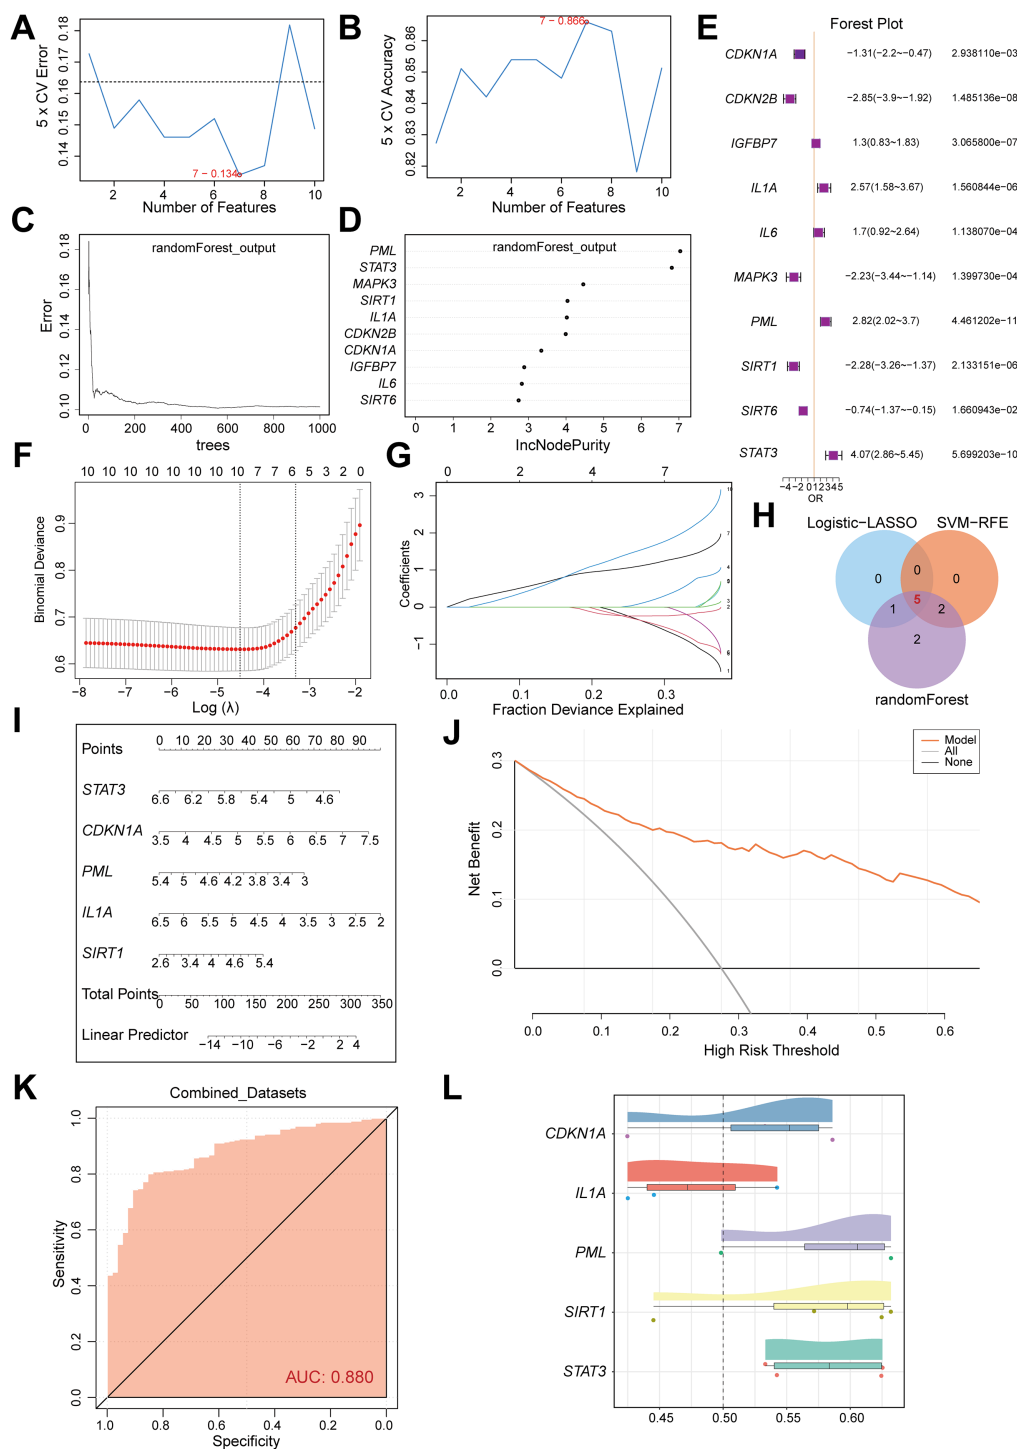 A
5 x CV Error
0.14 0.15 0.16 0.17 0.18
7 − 0.134
2 4 6 8 10
Number of Features
B
5 x CV Accuracy
0.82 0.83 0.84 0.85 0.86
7 − 0.866
2 4 6 8 10
Number of Features
C
randomForest_output
Error
0.10 0.12 0.14 0.16 0.18
0 200 400 600 800 1000
trees
D
randomForest_output
PML
STAT3
MAPK3
SIRT1
IL1A
CDKN2B
CDKN1A
IGFBP7
IL6
SIRT6
0 1 2 3 4 5 6 7
IncNodePurity
E
Forest Plot
CDKN1A −1.31(−2.2~−0.47) 2.938110e−03
CDKN2B −2.85(−3.9~−1.92) 1.485136e−08
IGFBP7 1.3(0.83~1.83) 3.065800e−07
IL1A 2.57(1.58~3.67) 1.560844e−06
IL6 1.7(0.92~2.64) 1.138070e−04
MAPK3 −2.23(−3.44~−1.14) 1.399730e−04
PML 2.82(2.02~3.7) 4.461202e−11
SIRT1 −2.28(−3.26~−1.37) 2.133151e−06
SIRT6 −0.74(−1.37~−0.15) 1.660943e−02
STAT3 4.07(2.86~5.45) 5.699203e−10
−4 −2 0 1 2 3 4 5
OR
F
10 10 10 10 10 10 10 10 7 7 6 5 3 2 0
Binomial Deviance
0.6 0.7 0.8 0.9
−8 −7 −6 −5 −4 −3 −2
Log (λ)
G
0 2 4 7
Coefficients
−1 0 1 2 3
10
7
4
3
2
1
0.0 0.1 0.2 0.3
Fraction Deviance Explained
H
Logistic−LASSO SVM−RFE
0 0 0
5
1 2
2
randomForest
I
Points 0 10 20 30 40 50 60 70 80 90
STAT3
6.6 6.2 5.8 5.4 5 4.6
CDKN1A
3.5 4 4.5 5 5.5 6 6.5 7 7.5
PML
5.4 5 4.6 4.2 3.8 3.4 3
IL1A
6.5 6 5.5 5 4.5 4 3.5 3 2.5 2
SIRT1
2.6 3.4 4 4.6 5.4
Total Points
0 50 100 150 200 250 300 350
Linear Predictor
−14 −10 −6 −2 2 4
J
Model
All
None
Net Benefit
0.0 0.1 0.2 0.3
0.0 0.1 0.2 0.3 0.4 0.5 0.6
High Risk Threshold
K
Combined_Datasets
Sensitivity
0.0 0.2 0.4 0.6 0.8 1.0
AUC: 0.880
1.0 0.8 0.6 0.4 0.2 0.0
Specificity
L
CDKN1A
IL1A
PML
SIRT1
STAT3
0.45 0.50 0.55 0.60